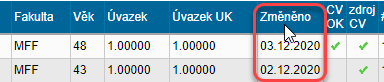 Fakulta Věk Úvazek Úvazek UK Změněno CV OK zdroj CV
MFF 48 1.00000 1.00000 03.12.2020
MFF 43 1.00000 1.00000 02.12.2020